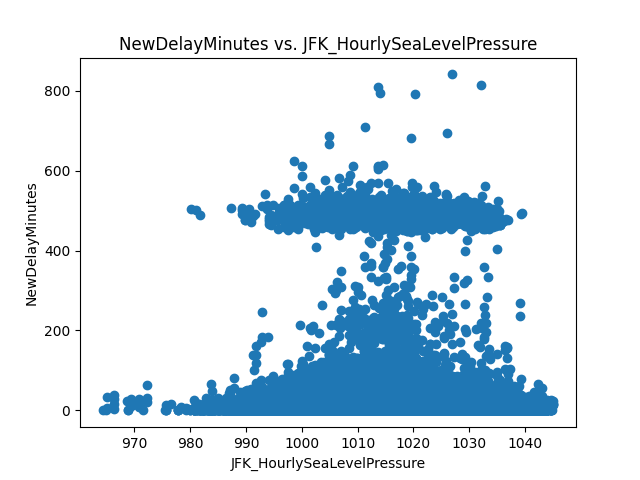 NewDelayMinutes vs. JFK_HourlySeaLevelPressure
800
600
400
200
0
NewDelayMinutes
970 980 990 1000 1010 1020 1030 1040
JFK_HourlySeaLevelPressure